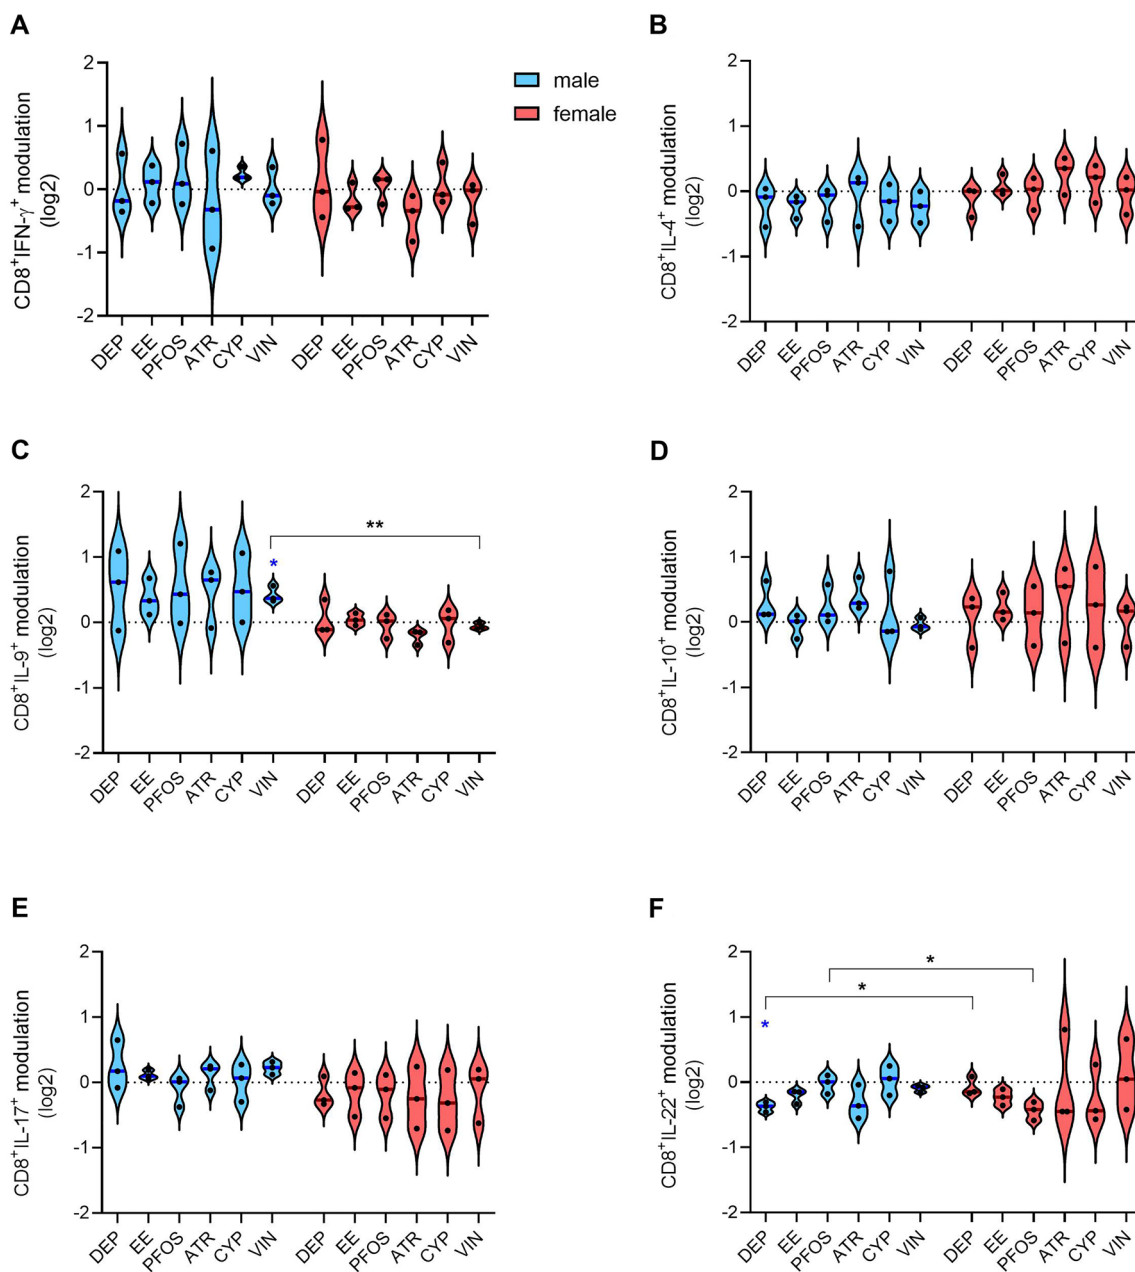 A
CD8⁺IFN-γ⁺ modulation
(log2)
2
1
0
-1
-2
DEP
EE
PFOS
ATR
CYP
VIN
DEP
EE
PFOS
ATR
CYP
VIN
male
female
B
CD8⁺IL-4⁺ modulation
(log2)
2
1
0
-1
-2
DEP
EE
PFOS
ATR
CYP
VIN
DEP
EE
PFOS
ATR
CYP
VIN
C
CD8⁺IL-9⁺ modulation
(log2)
2
1
0
-1
-2
**
*
DEP
EE
PFOS
ATR
CYP
VIN
DEP
EE
PFOS
ATR
CYP
VIN
D
CD8⁺IL-10⁺ modulation
(log2)
2
1
0
-1
-2
DEP
EE
PFOS
ATR
CYP
VIN
DEP
EE
PFOS
ATR
CYP
VIN
E
CD8⁺IL-17⁺ modulation
(log2)
2
1
0
-1
-2
DEP
EE
PFOS
ATR
CYP
VIN
DEP
EE
PFOS
ATR
CYP
VIN
F
CD8⁺IL-22⁺ modulation
(log2)
2
1
0
-1
-2
*
*
*
DEP
EE
PFOS
ATR
CYP
VIN
DEP
EE
PFOS
ATR
CYP
VIN